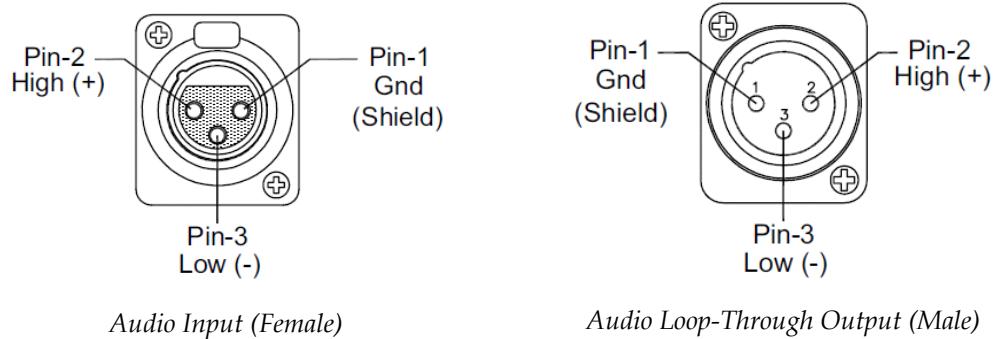 Pin-2
High (+)
Pin-1
Gnd
(Shield)
Pin-3
Low (-)
Audio Input (Female)
Pin-1
Gnd
(Shield)
1
2
3
Pin-2
High (+)
Pin-3
Low (-)
Audio Loop-Through Output (Male)